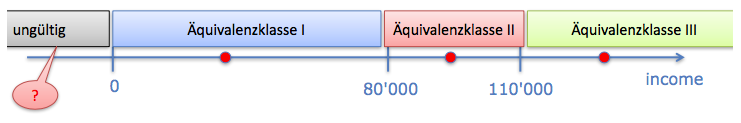 ungültig
Äquivalenzklasse I
Äquivalenzklasse II
Äquivalenzklasse III
?
0
80'000
110'000
income